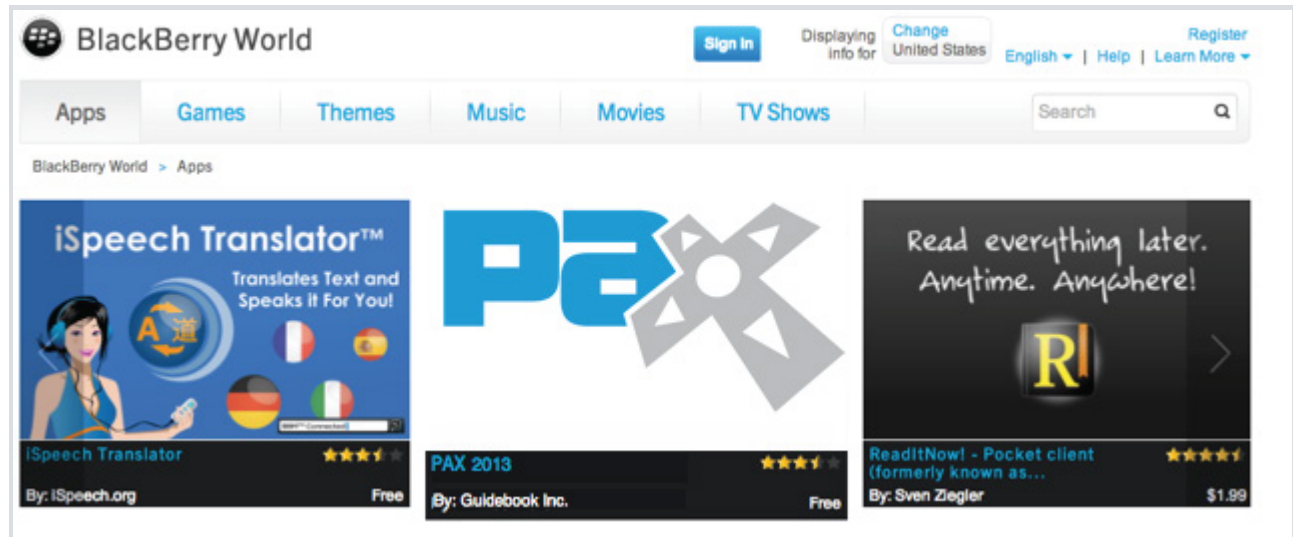 BlackBerry World
Sign In
Displaying info for
Change
United States
English
|
Help
|
Register
Learn More
Apps
Games
Themes
Music
Movies
TV Shows
Search
BlackBerry World > Apps
iSpeech Translator™
Translates Text and
Speaks it For You!
A 道
iSpeech Translator
By: iSpeech.org
Free
PAX
PAX 2013
By: Guidebook Inc.
Free
Read everything later.
Anytime. Anywhere!
R
ReadItNow! - Pocket client
(formerly known as...
By: Sven Ziegler
$1.99